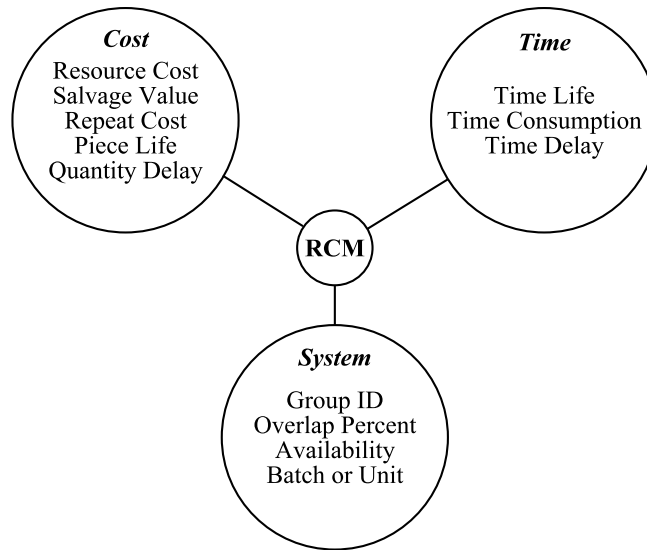 Cost
Resource Cost
Salvage Value
Repeat Cost
Piece Life
Quantity Delay
Time
Time Life
Time Consumption
Time Delay
RCM
System
Group ID
Overlap Percent
Availability
Batch or Unit